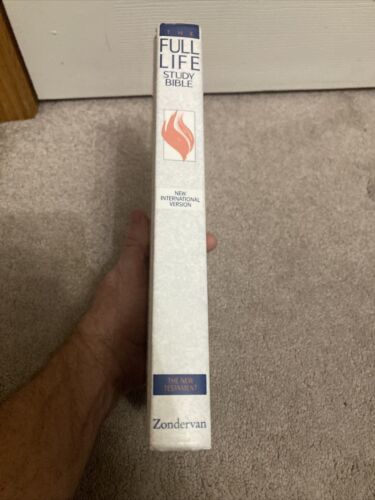 THE
FULL
LIFE
STUDY
BIBLE
NEW
INTERNATIONAL
VERSION
THE NEW
TESTAMENT
Zondervan